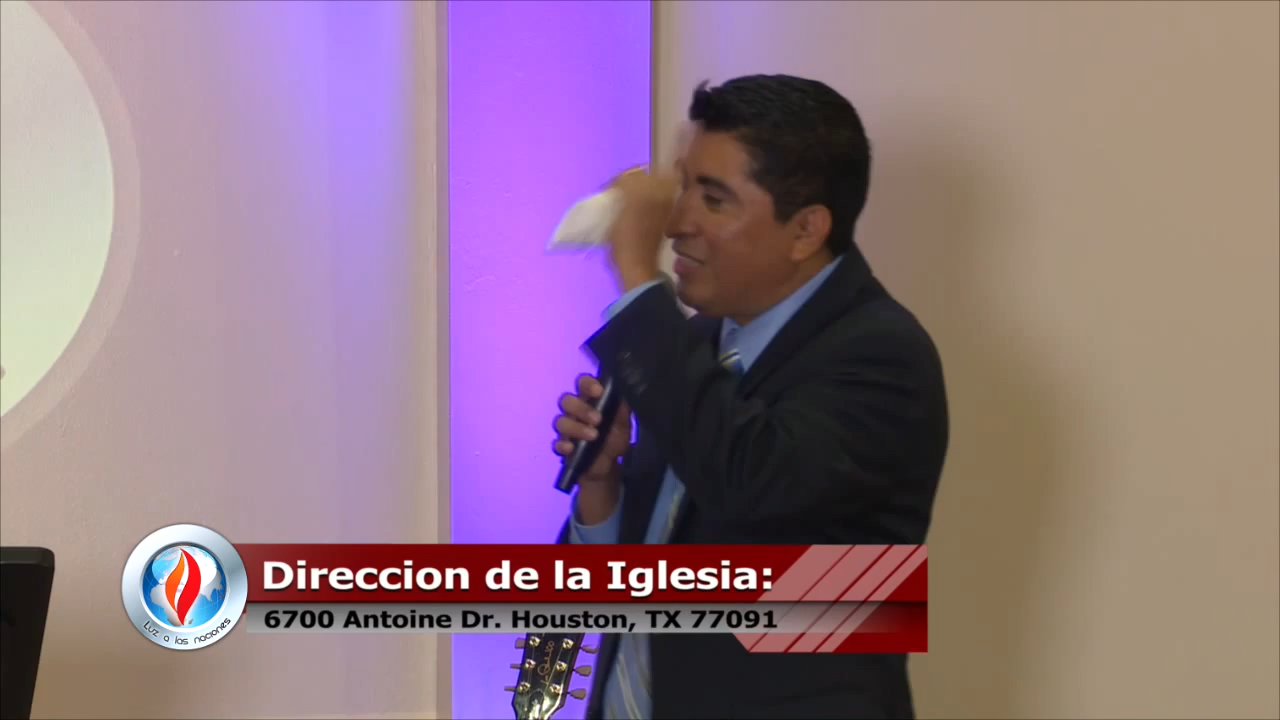 Direccion de la Iglesia:
6700 Antoine Dr. Houston, TX 77091
Luz a las naciones